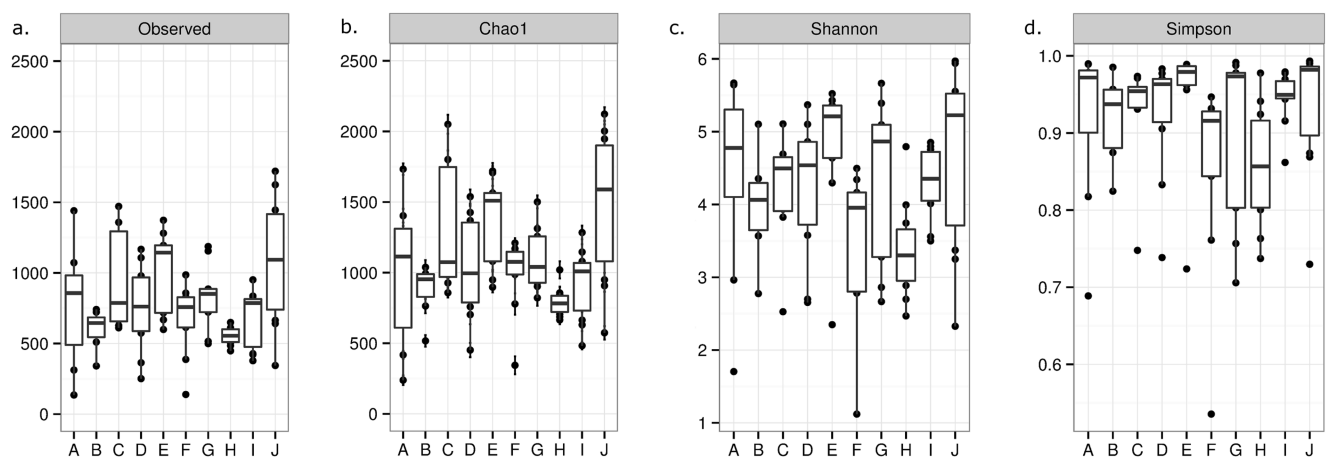 a.
Observed
2500
2000
1500
1000
500
0
A B C D E F G H I J
b.
Chao1
2500
2000
1500
1000
500
0
A B C D E F G H I J
c.
Shannon
6
5
4
3
2
1
A B C D E F G H I J
d.
Simpson
1.0
0.9
0.8
0.7
0.6
A B C D E F G H I J